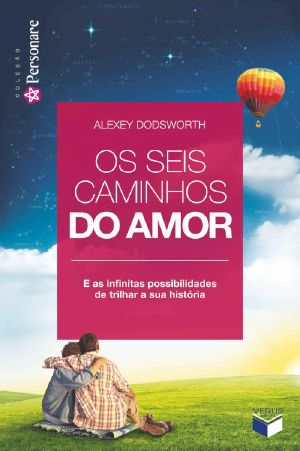 COLEÇÃO
Personare
ALEXEY DODSWORTH
OS SEIS
CAMINHOS
DO AMOR
E as infinitas possibilidades
de trilhar a sua história
VERUS